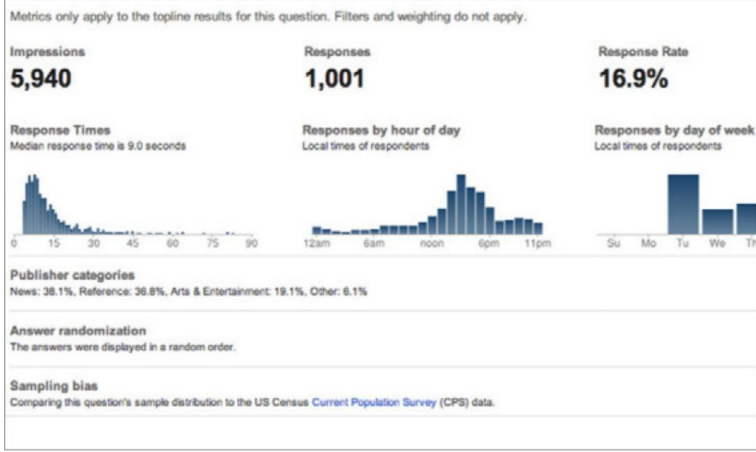 Metrics only apply to the topline results for this question. Filters and weighting do not apply.
Impressions
5,940
Responses
1,001
Response Rate
16.9%
Response Times
Median response time is 9.0 seconds
0 15 30 45 60 75 90
Responses by hour of day
Local times of respondents
12am 6am noon 6pm 11pm
Responses by day of week
Local times of respondents
Su Mo Tu We Th
Publisher categories
News: 38.1%, Reference: 36.8%, Arts & Entertainment: 19.1%, Other: 6.1%
Answer randomization
The answers were displayed in a random order.
Sampling bias
Comparing this question's sample distribution to the US Census Current Population Survey (CPS) data.